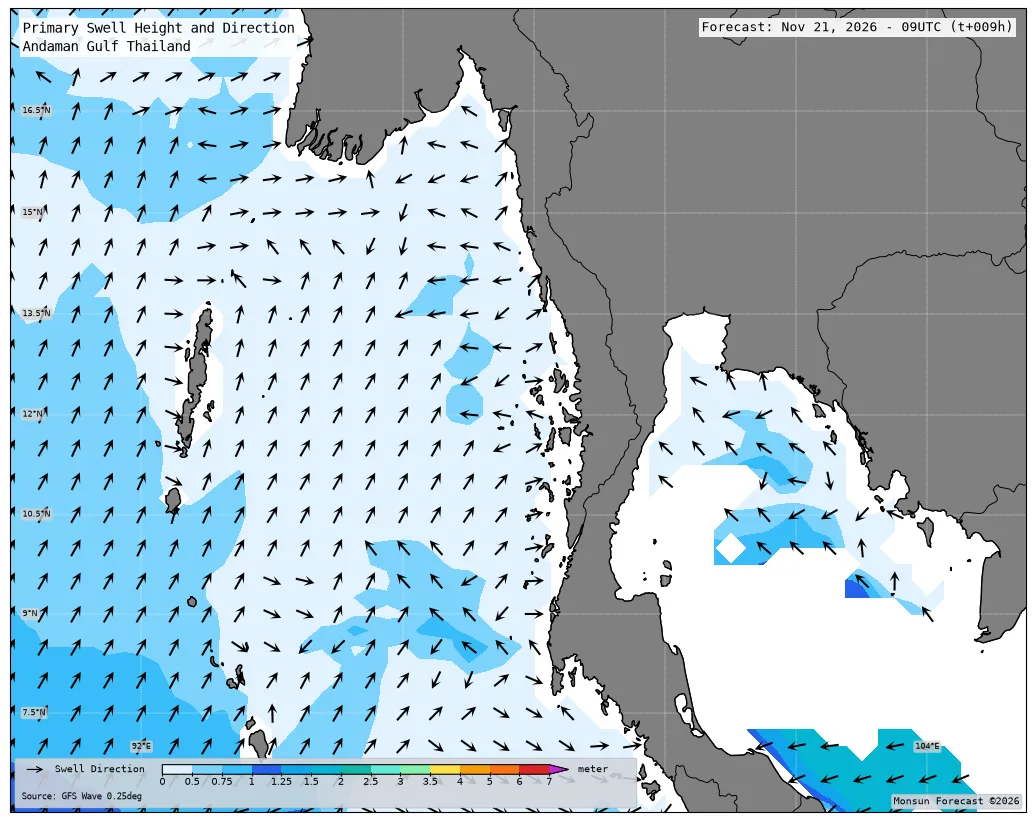 Primary Swell Height and Direction
Andaman Gulf Thailand
Forecast: Nov 21, 2026 - 09UTC (t+009h)
16.5°N
15°N
13.5°N
12°N
10.5°N
9°N
7.5°N
92°E
104°E
Swell Direction
meter
0 0.5 0.75 1 1.25 1.5 2 2.5 3 3.5 4 5 6
Source: GFS Wave 0.25deg
Monsun Forecast ©2026